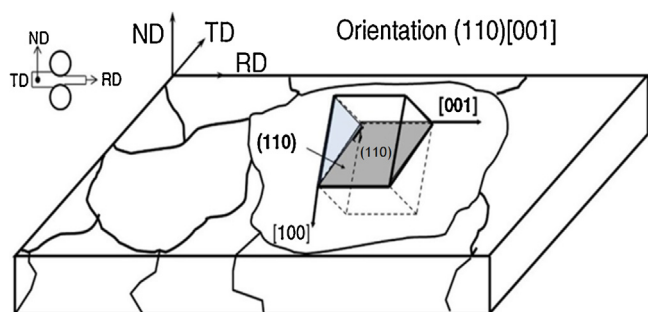 Orientation (110)[001]
ND
TD
RD
ND
TD
RD
[001]
(110)
(110)
[100]